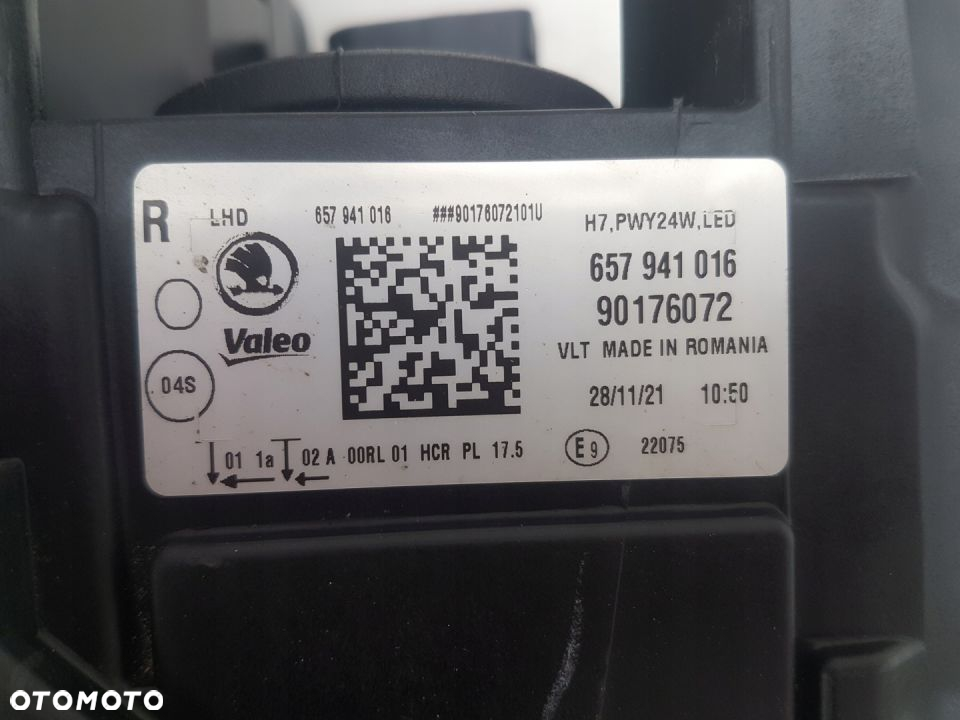 R LHD 657 941 016 ###90176072101U H7,PWY24W,LED
657 941 016
90176072
Valeo
VLT MADE IN ROMANIA
04S
28/11/21 10:50
01 1a 02 A 00RL 01 HCR PL 17.5 E9 22075
OTOMOTO